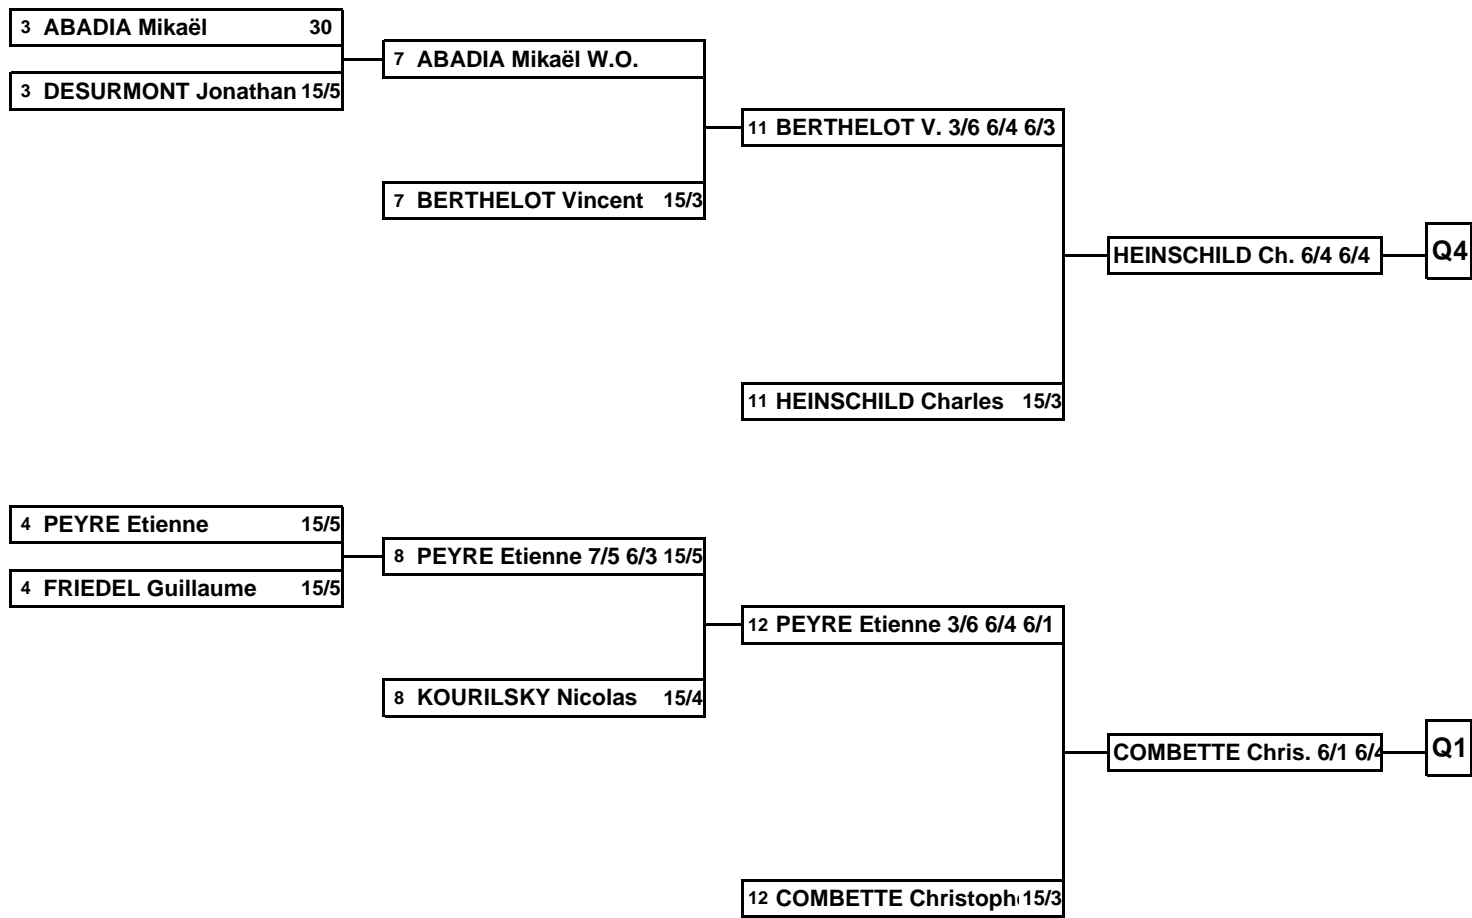 3 ABADIA Mikaël 30
3 DESURMONT Jonathan 15/5
7 ABADIA Mikaël W.O.
7 BERTHELOT Vincent 15/3
11 BERTHELOT V. 3/6 6/4 6/3
11 HEINSCHILD Charles 15/3
HEINSCHILD Ch. 6/4 6/4
Q4
4 PEYRE Etienne 15/5
4 FRIEDEL Guillaume 15/5
8 PEYRE Etienne 7/5 6/3 15/5
8 KOURILSKY Nicolas 15/4
12 PEYRE Etienne 3/6 6/4 6/1
12 COMBETTE Christoph 15/3
COMBETTE Chris. 6/1 6/4
Q1